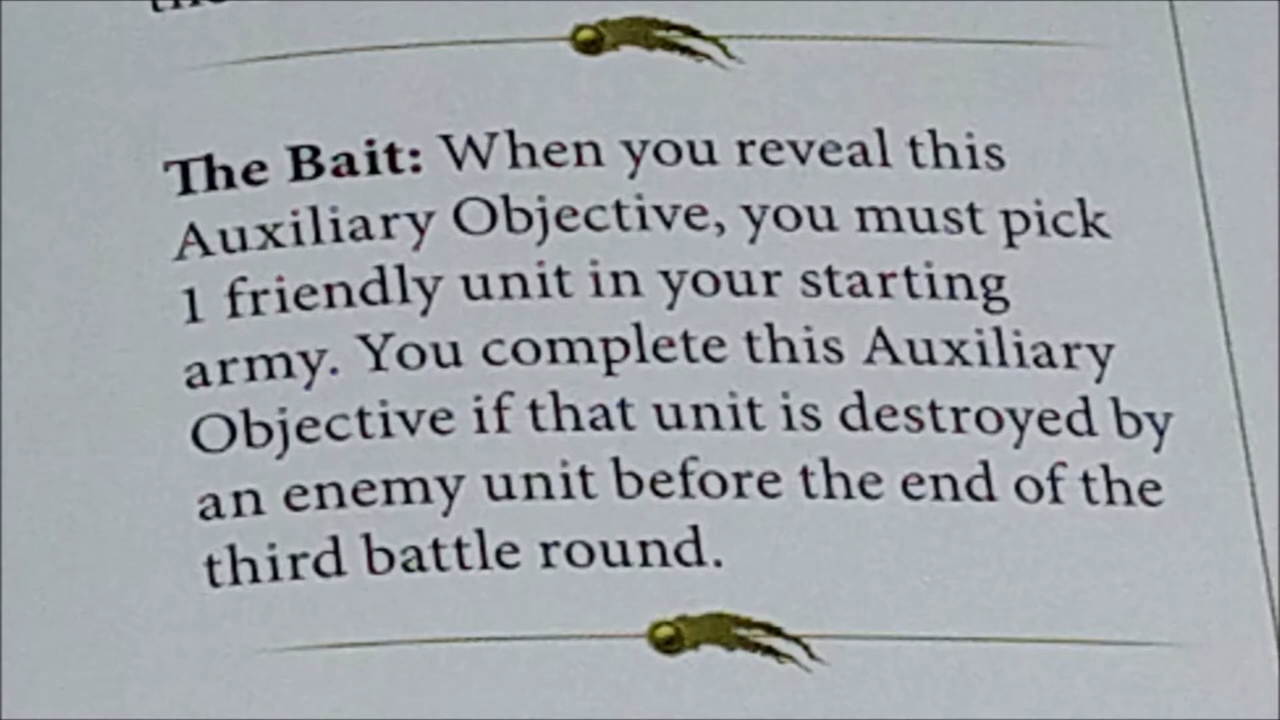 The Bait: When you reveal this
Auxiliary Objective, you must pick
1 friendly unit in your starting
army. You complete this Auxiliary
Objective if that unit is destroyed by
an enemy unit before the end of the
third battle round.